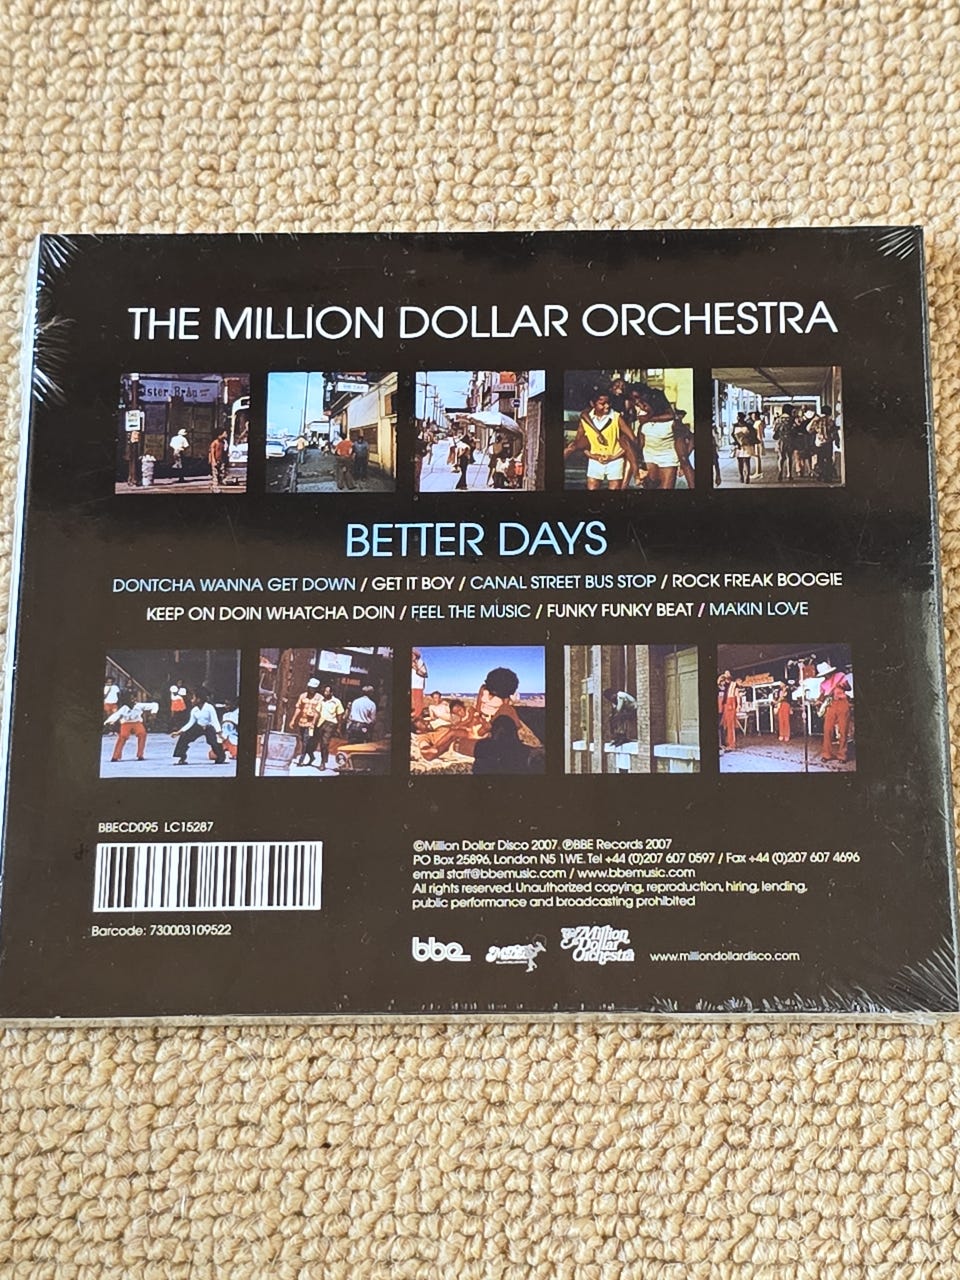 THE MILLION DOLLAR ORCHESTRA
BETTER DAYS
DONTCHA WANNA GET DOWN / GET IT BOY / CANAL STREET BUS STOP / ROCK FREAK BOOGIE
KEEP ON DOIN WHATCHA DOIN / FEEL THE MUSIC / FUNKY FUNKY BEAT / MAKIN LOVE
BBECD095 LC15287
Barcode: 730003109522
©Million Dollar Disco 2007. ℗BBE Records 2007
PO Box 25896, London N5 1WE. Tel +44 (0)207 607 0597 / Fax +44 (0)207 607 4696
email staff@bbemusic.com / www.bbemusic.com
All rights reserved. Unauthorized copying, reproduction, hiring, lending,
public performance and broadcasting prohibited
bbe
The Million
Dollar
Orchestra
www.milliondollardisco.com